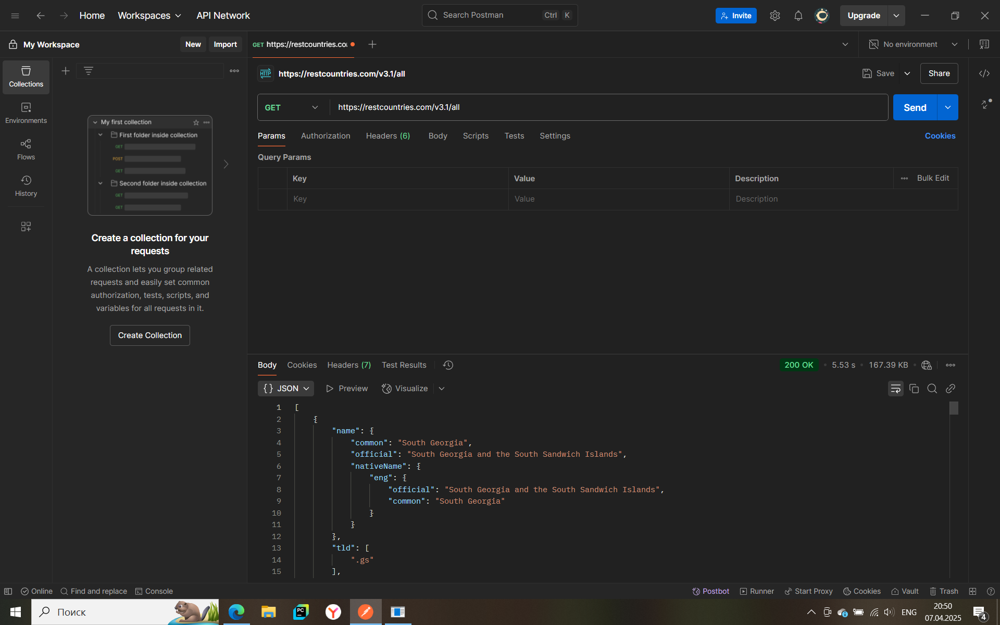 Home Workspaces API Network
Search Postman Ctrl K
Invite Upgrade
My Workspace New Import
GET https://restcountries.co
No environment
Collections
Environments
Flows
History
My first collection
First folder inside collection
GET
POST
GET
Second folder inside collection
GET
GET
Create a collection for your
requests
A collection lets you group related
requests and easily set common
authorization, tests, scripts, and
variables for all requests in it.
Create Collection
HTTP https://restcountries.com/v3.1/all
Save Share
GET https://restcountries.com/v3.1/all Send
Params Authorization Headers (6) Body Scripts Tests Settings Cookies
Query Params
Key Value Description Bulk Edit
Key Value Description
Body Cookies Headers (7) Test Results
200 OK • 5.53 s • 167.39 KB •
{} JSON Preview Visualize
1 [
2 {
3 "name": {
4 "common": "South Georgia",
5 "official": "South Georgia and the South Sandwich Islands",
6 "nativeName": {
7 "eng": {
8 "official": "South Georgia and the South Sandwich Islands",
9 "common": "South Georgia"
10 }
11 }
12 },
13 "tld": [
14 ".gs"
15 ],
Online Find and replace Console
Postbot Runner Start Proxy Cookies Vault Trash
Поиск
PC
ENG
20:50
07.04.2025
4